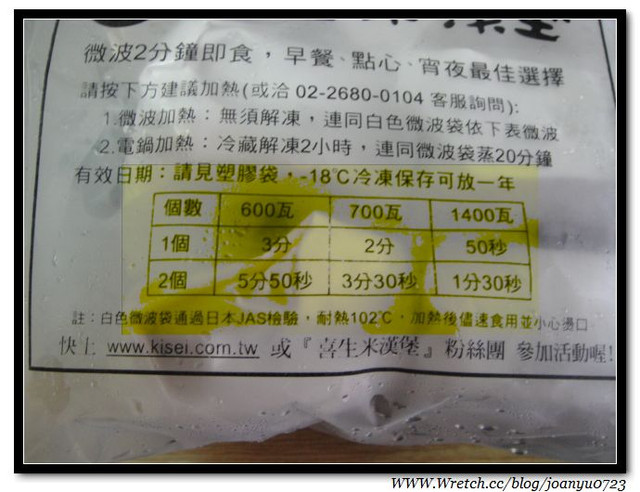 微波2分鐘即食，早餐、點心、宵夜最佳選擇
請按下方建議加熱(或洽 02-2680-0104 客服詢問):
1.微波加熱：無須解凍，連同白色微波袋依下表微波
2.電鍋加熱：冷藏解凍2小時，連同微波袋蒸20分鐘
有效日期：請見塑膠袋，-18℃冷凍保存可放一年
個數 600瓦 700瓦 1400瓦
1個 3分 2分 50秒
2個 5分50秒 3分30秒 1分30秒
註：白色微波袋通過日本JAS檢驗，耐熱102℃，加熱後儘速食用並小心燙口
快上 www.kisei.com.tw 或『喜生米漢堡』粉絲團 參加活動喔!
WWW.Wretch.cc/blog/joanyu0723